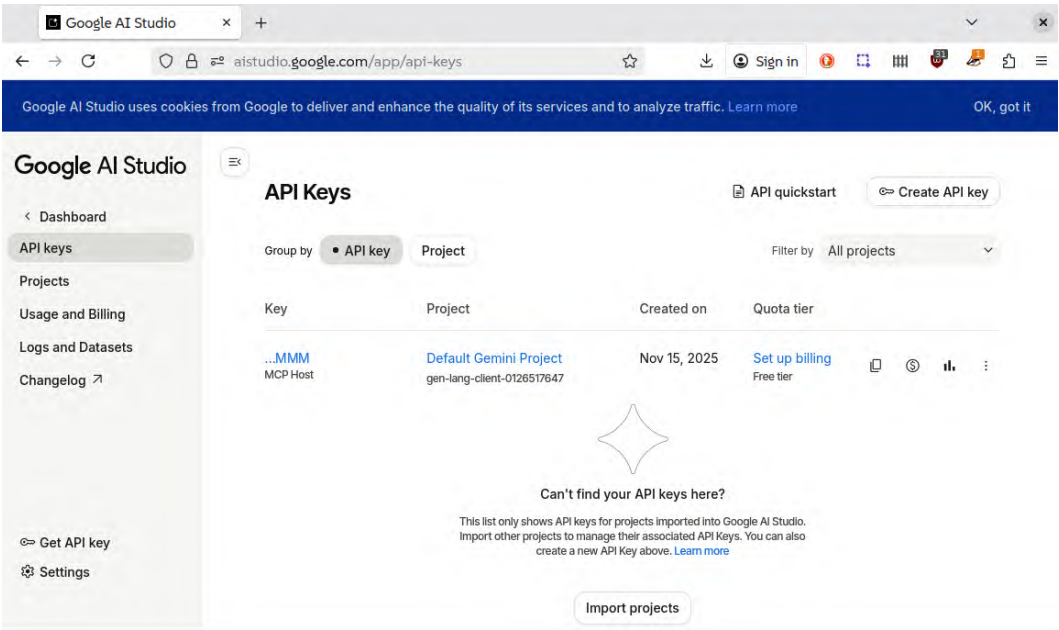 Google AI Studio
aistudio.google.com/app/api-keys
Sign in
31
1
Google AI Studio uses cookies from Google to deliver and enhance the quality of its services and to analyze traffic. Learn more
OK, got it
Google AI Studio
API Keys
API quickstart
Create API key
Dashboard
API keys
Projects
Usage and Billing
Logs and Datasets
Changelog
Get API key
Settings
Group by API key Project
Filter by All projects
Key Project Created on Quota tier
...MMM Default Gemini Project Nov 15, 2025 Set up billing
MCP Host gen-lang-client-0126517647 Free tier
Can't find your API keys here?
This list only shows API keys for projects imported into Google AI Studio.
Import other projects to manage their associated API Keys. You can also
create a new API Key above. Learn more
Import projects